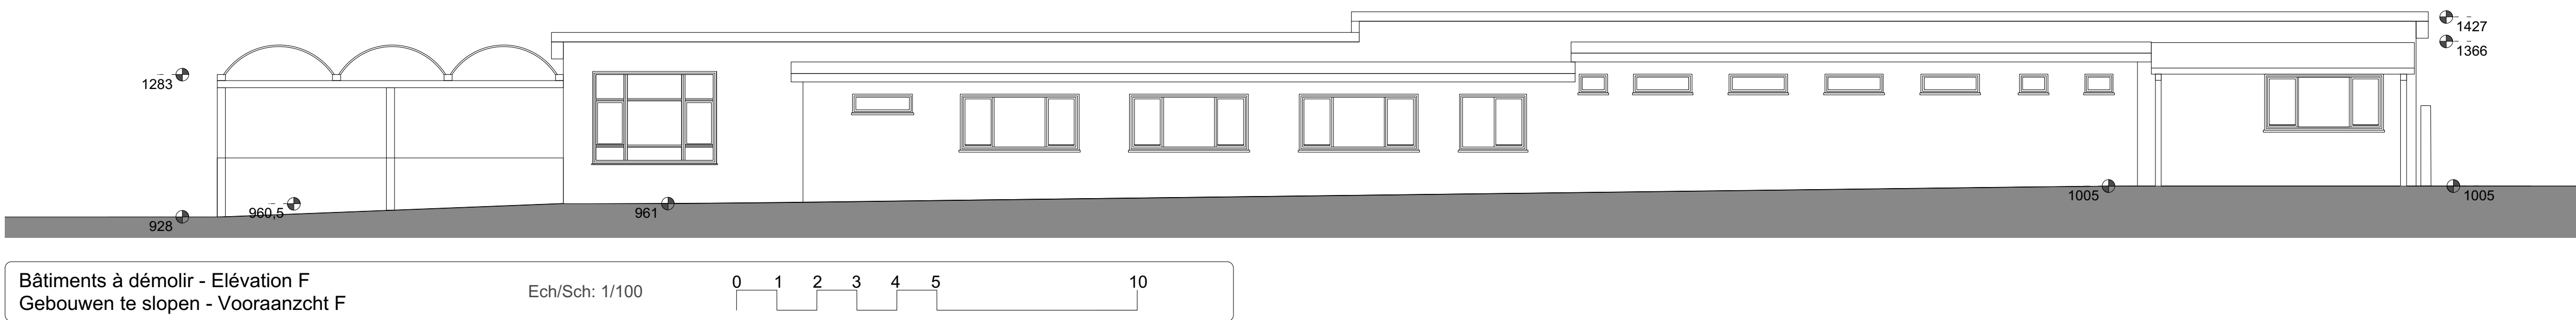 1427
1366
1283
1005
1005
960,5
961
928
Bâtiments à démolir - Elévation F
Gebouwen te slopen - Vooraanzcht F
Ech/Sch: 1/100
0 1 2 3 4 5 10